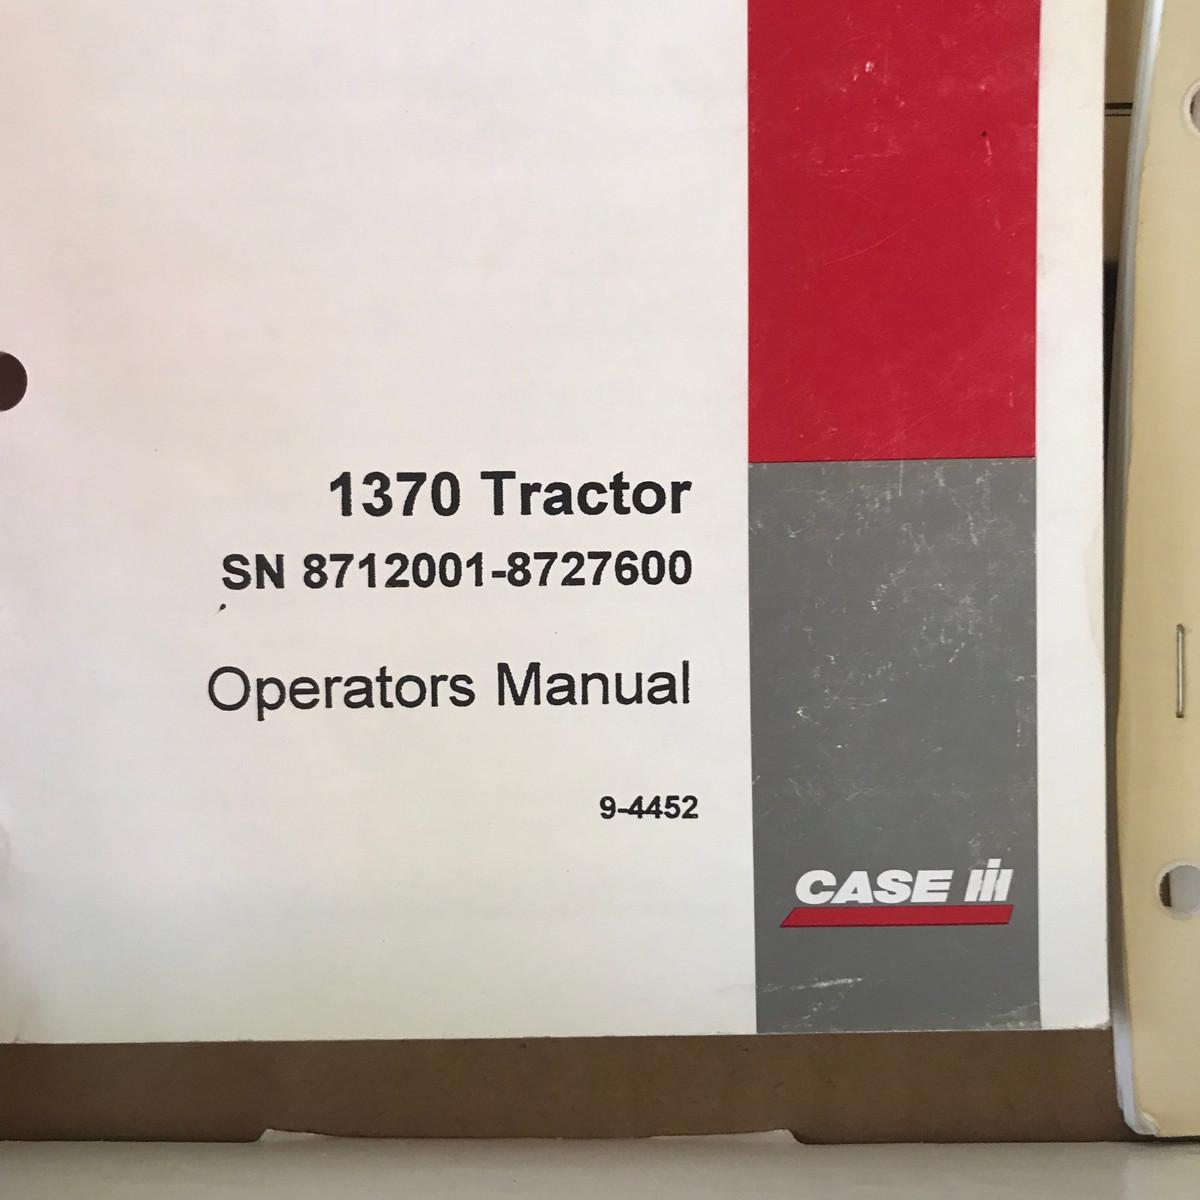 1370 Tractor
SN 8712001-8727600
Operators Manual
9-4452
CASE IH